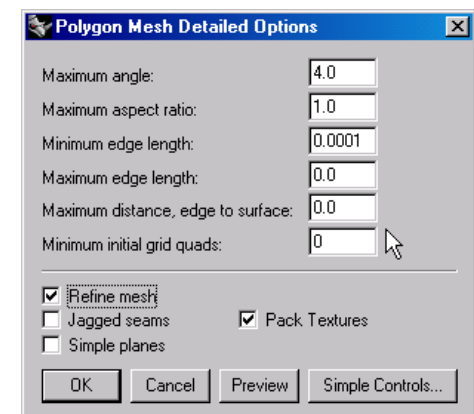 Polygon Mesh Detailed Options
Maximum angle: 4.0
Maximum aspect ratio: 1.0
Minimum edge length: 0.0001
Maximum edge length: 0.0
Maximum distance, edge to surface: 0.0
Minimum initial grid quads: 0
Refine mesh
Jagged seams Pack Textures
Simple planes
OK Cancel Preview Simple Controls...